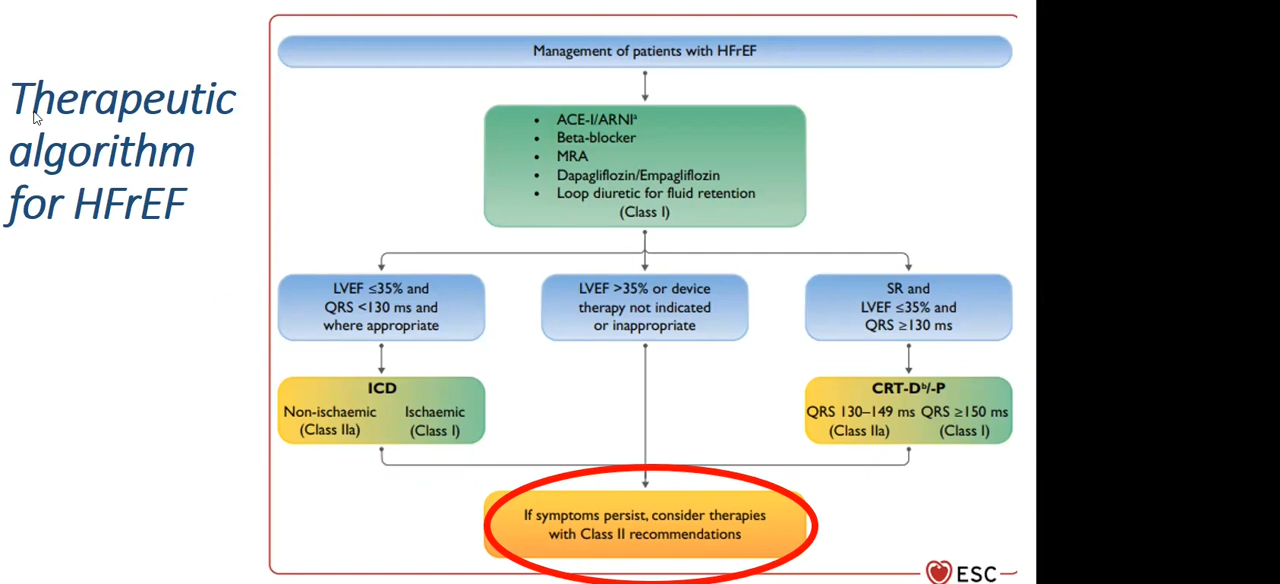 Therapeutic
algorithm
for HFrEF
Management of patients with HFrEF
• ACE-I/ARNIᵃ
• Beta-blocker
• MRA
• Dapagliflozin/Empagliflozin
• Loop diuretic for fluid retention
(Class I)
LVEF ≤35% and
QRS <130 ms and
where appropriate
LVEF >35% or device
therapy not indicated
or inappropriate
SR and
LVEF ≤35% and
QRS ≥130 ms
ICD
Non-ischaemic
(Class IIa)
Ischaemic
(Class I)
CRT-Dᵇ/-P
QRS 130–149 ms
(Class IIa)
QRS ≥150 ms
(Class I)
If symptoms persist, consider therapies
with Class II recommendations
ESC